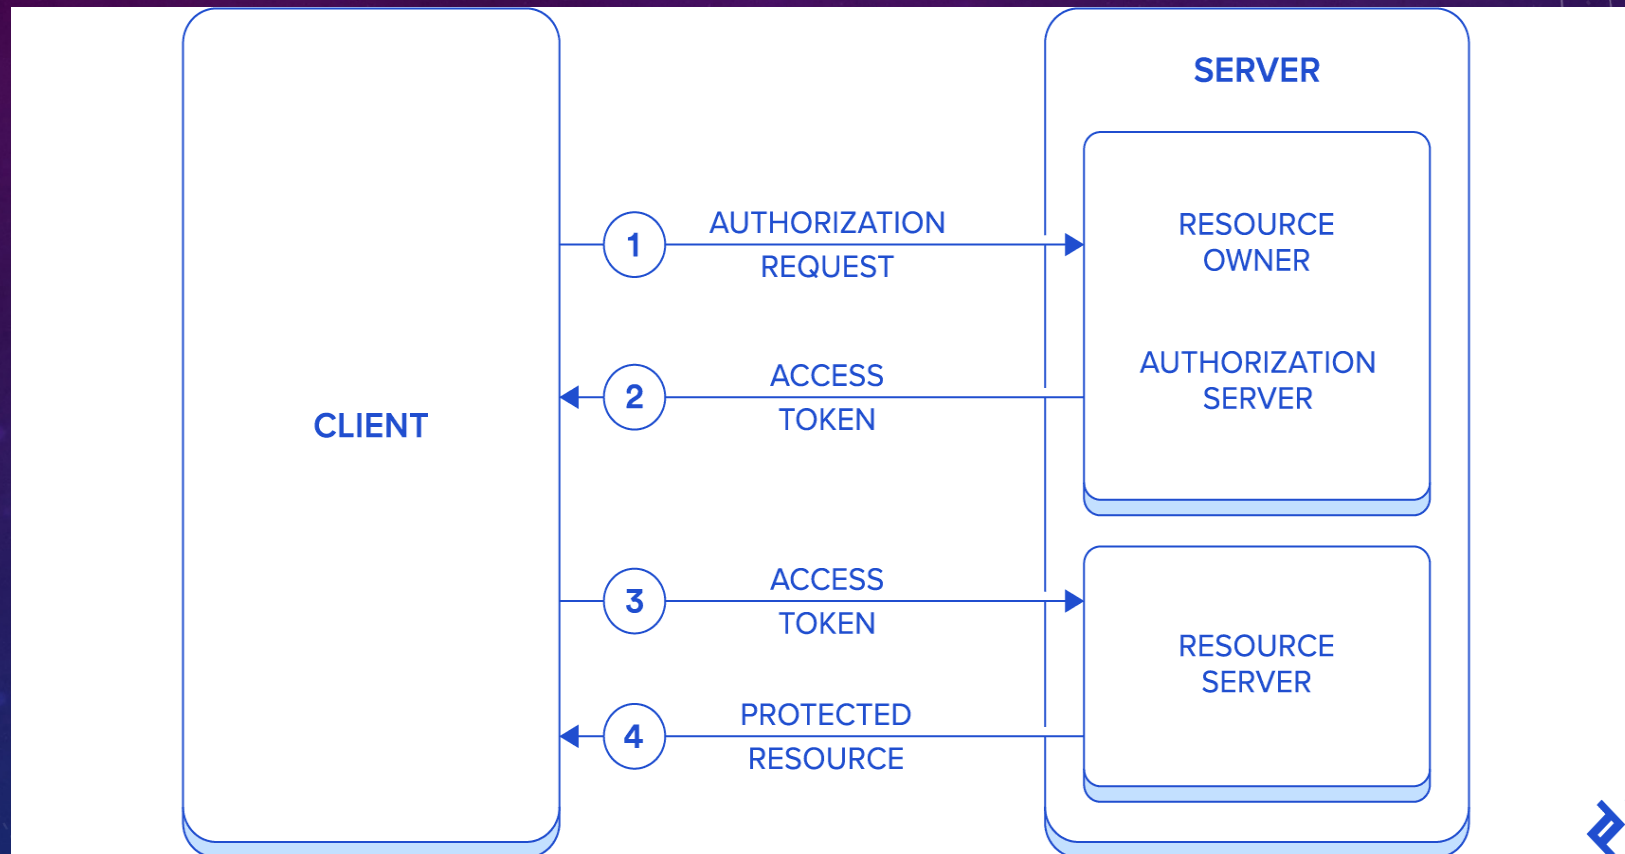 SERVER
CLIENT
1
AUTHORIZATION
REQUEST
RESOURCE
OWNER
2
ACCESS
TOKEN
AUTHORIZATION
SERVER
3
ACCESS
TOKEN
RESOURCE
SERVER
4
PROTECTED
RESOURCE